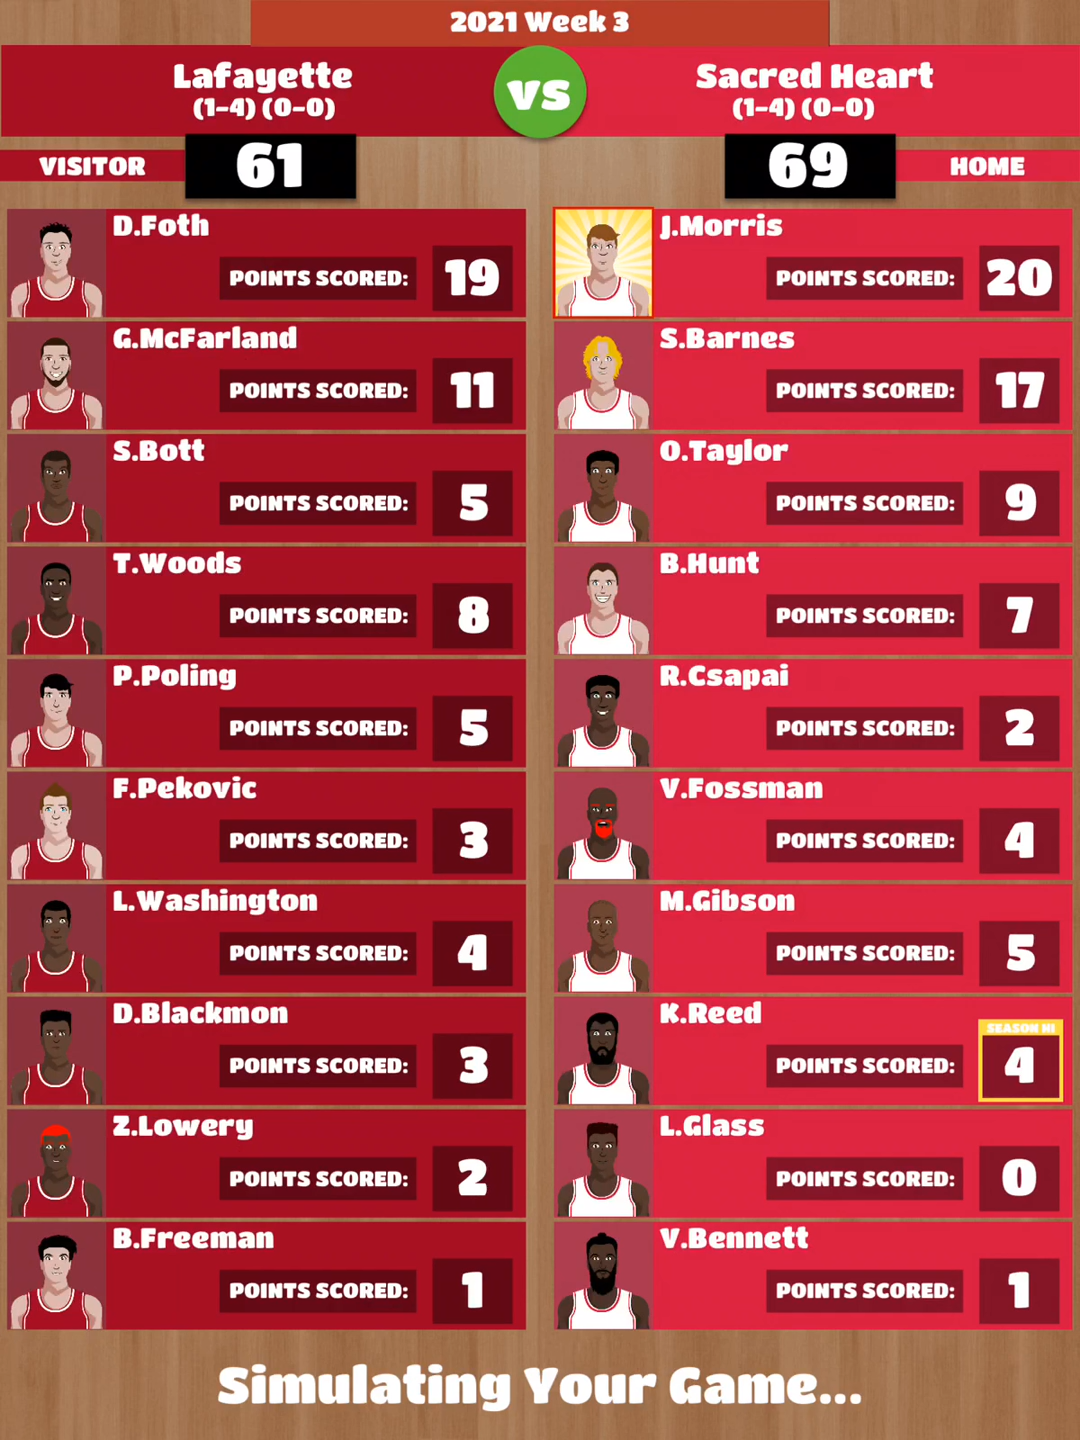 2021 Week 3
Lafayette
(1-4) (0-0)
VS
Sacred Heart
(1-4) (0-0)
VISITOR
61
69
HOME
D.Foth
POINTS SCORED:
19
G.McFarland
POINTS SCORED:
11
S.Bott
POINTS SCORED:
5
T.Woods
POINTS SCORED:
8
P.Poling
POINTS SCORED:
5
F.Pekovic
POINTS SCORED:
3
L.Washington
POINTS SCORED:
4
D.Blackmon
POINTS SCORED:
3
Z.Lowery
POINTS SCORED:
2
B.Freeman
POINTS SCORED:
1
J.Morris
POINTS SCORED:
20
S.Barnes
POINTS SCORED:
17
O.Taylor
POINTS SCORED:
9
B.Hunt
POINTS SCORED:
7
R.Csapai
POINTS SCORED:
2
V.Fossman
POINTS SCORED:
4
M.Gibson
POINTS SCORED:
5
K.Reed
SEASON HI
POINTS SCORED:
4
L.Glass
POINTS SCORED:
0
V.Bennett
POINTS SCORED:
1
Simulating Your Game...